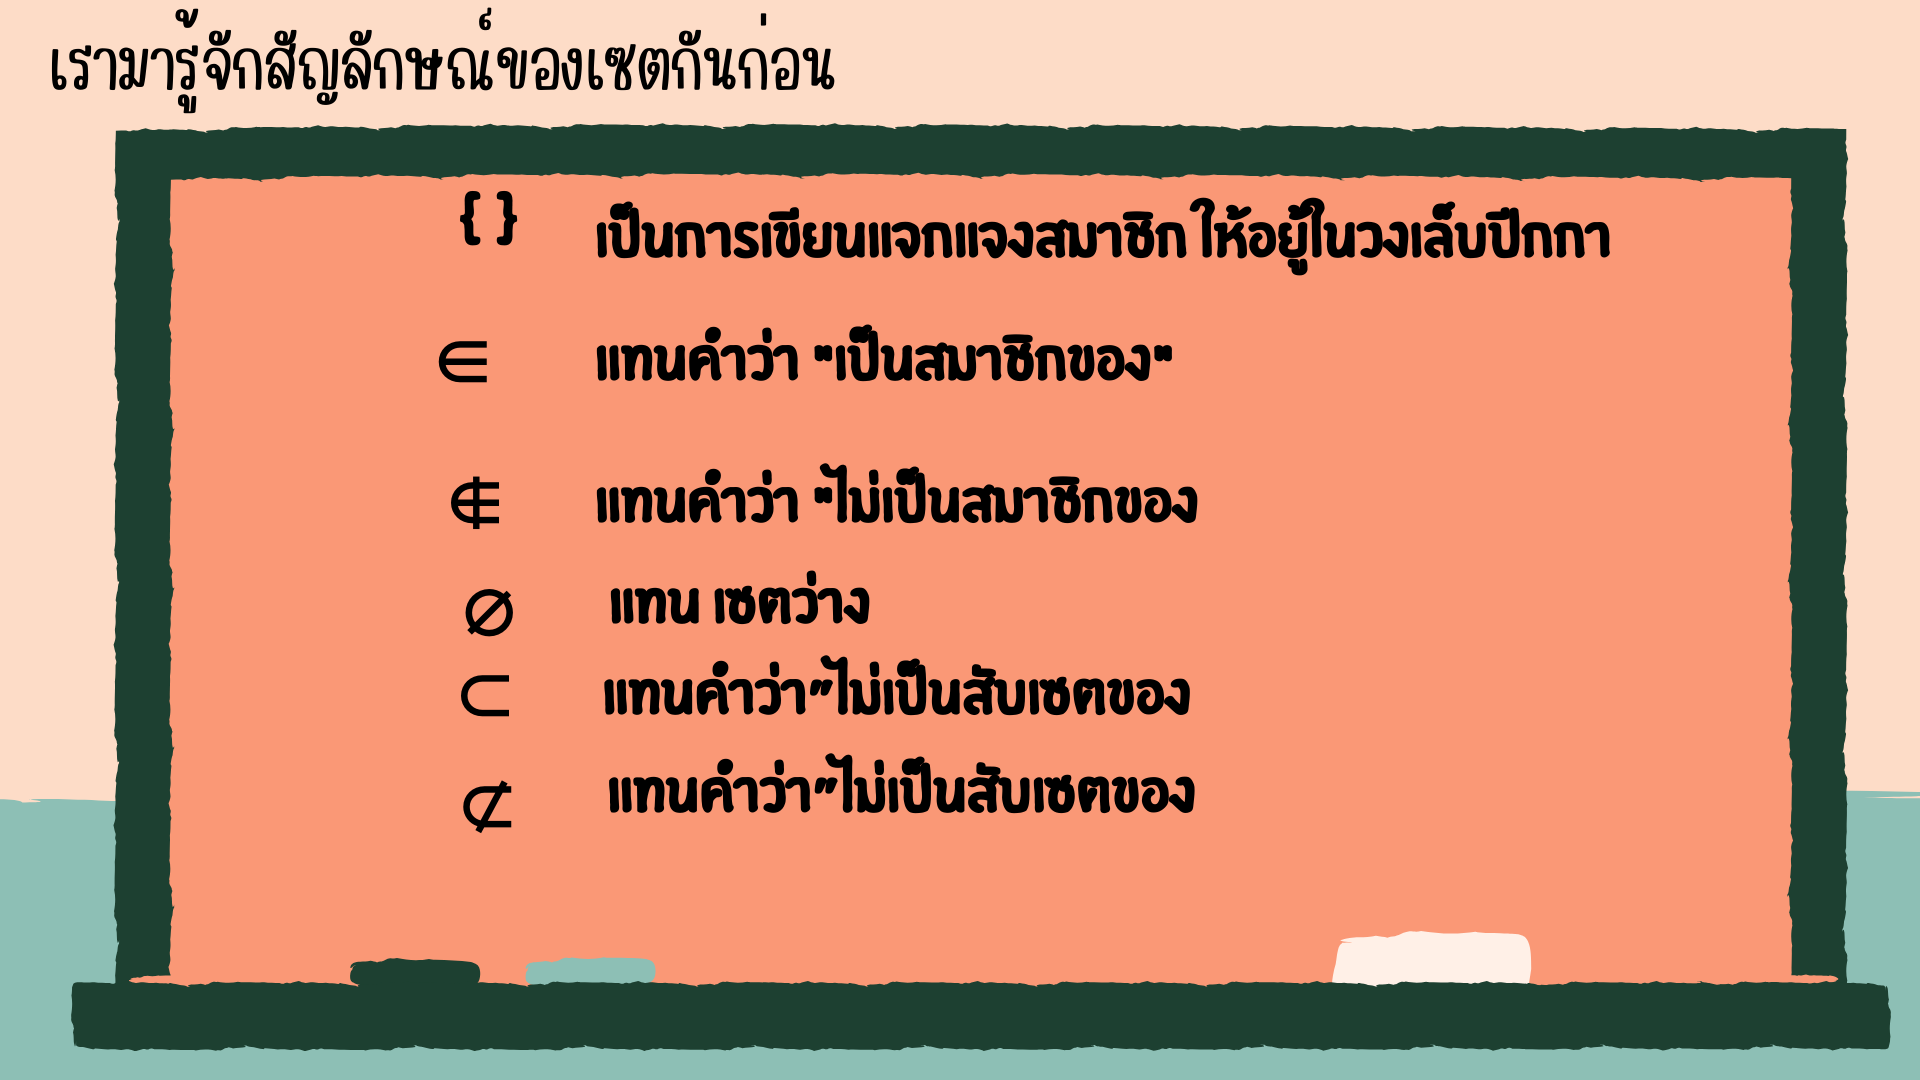 เรามารู้จักสัญลักษณ์ของเซตกันก่อน
{ } เป็นการเขียนแจกแจงสมาชิก ให้อยู่ในวงเล็บปีกกา
∈ แทนคำว่า "เป็นสมาชิกของ"
∉ แทนคำว่า "ไม่เป็นสมาชิกของ
∅ แทน เซตว่าง
⊂ แทนคำว่า”ไม่เป็นสับเซตของ
⊄ แทนคำว่า”ไม่เป็นสับเซตของ